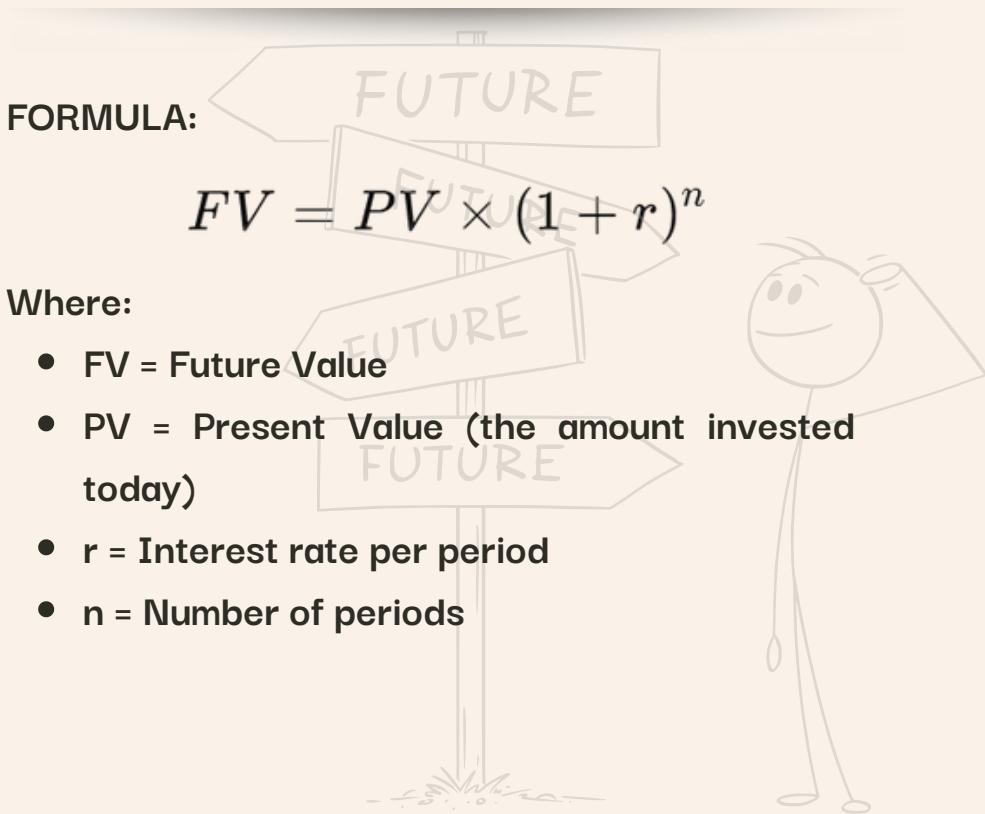 FUTURE
FORMULA:
FUTURE
FV = PV × (1 + r)ⁿ
Where:
FUTURE
• FV = Future Value
• PV = Present Value (the amount invested
today)
FUTURE
• r = Interest rate per period
• n = Number of periods